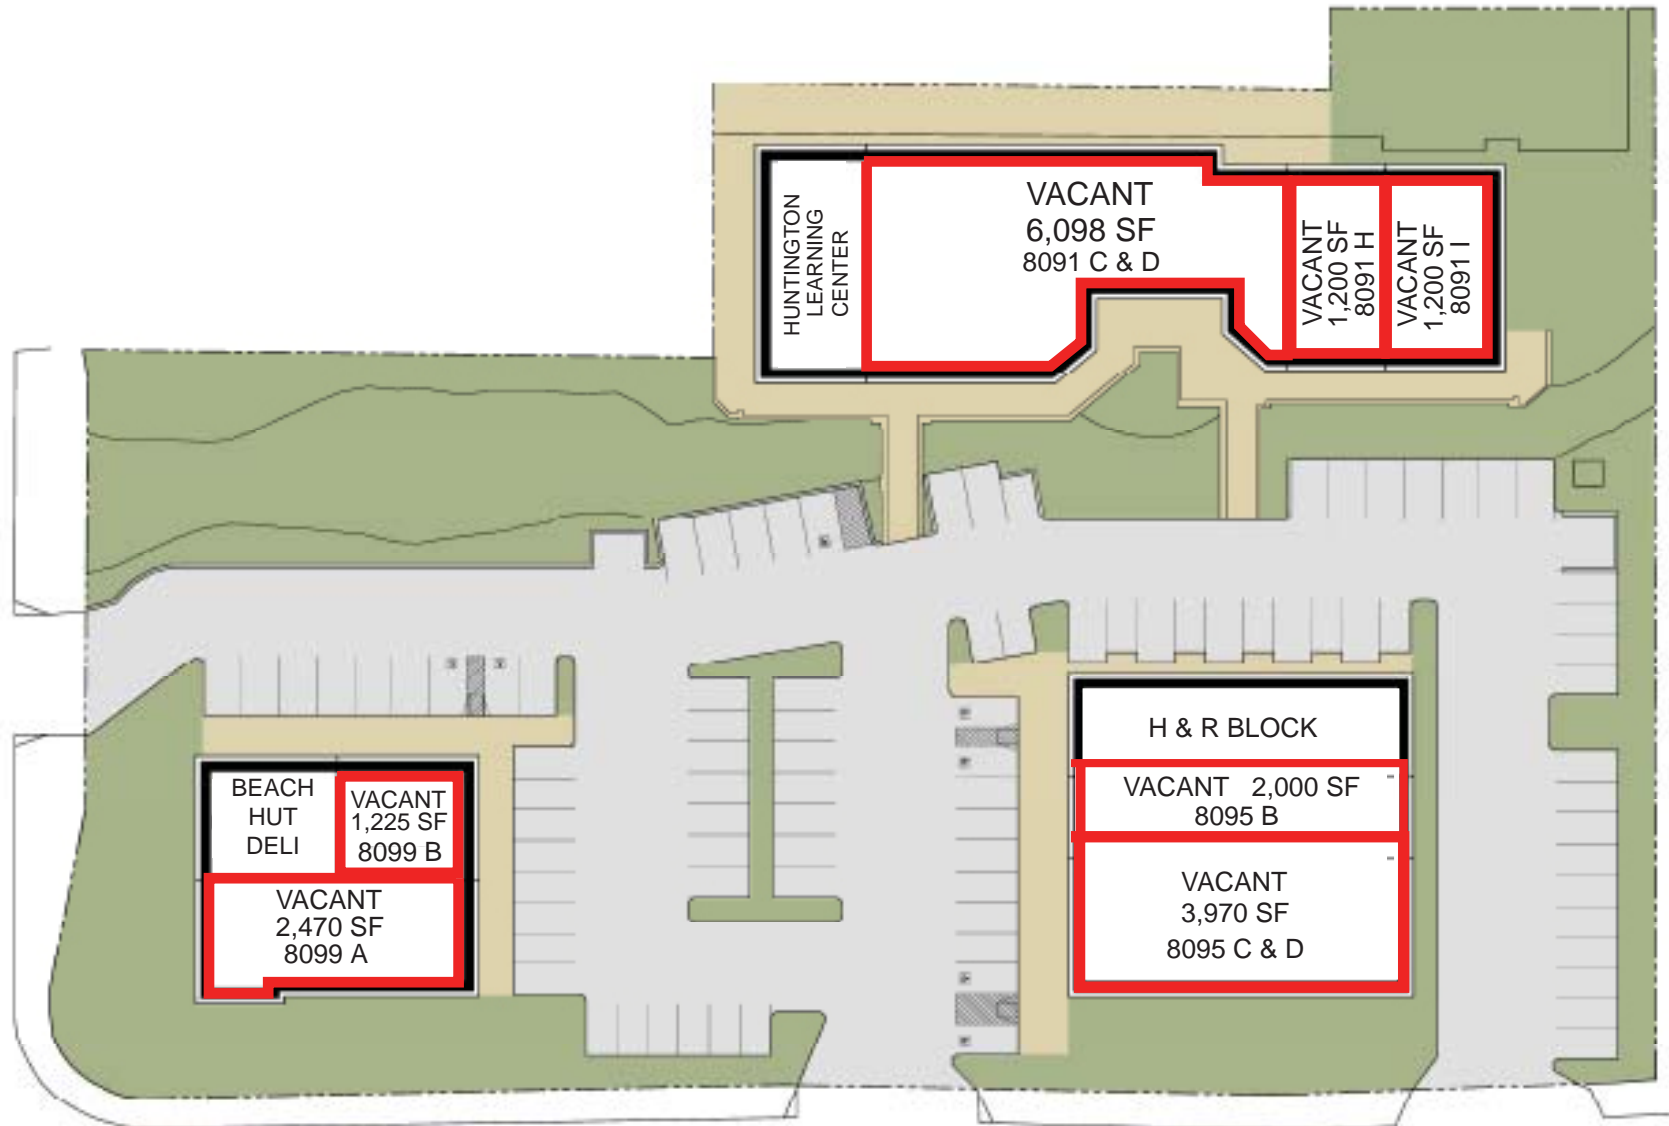 HUNTINGTON
LEARNING
CENTER
VACANT
6,098 SF
8091 C & D
VACANT
1,200 SF
8091 H
VACANT
1,200 SF
8091 I
BEACH
HUT
DELI
VACANT
1,225 SF
8099 B
VACANT
2,470 SF
8099 A
H & R BLOCK
VACANT 2,000 SF
8095 B
VACANT
3,970 SF
8095 C & D